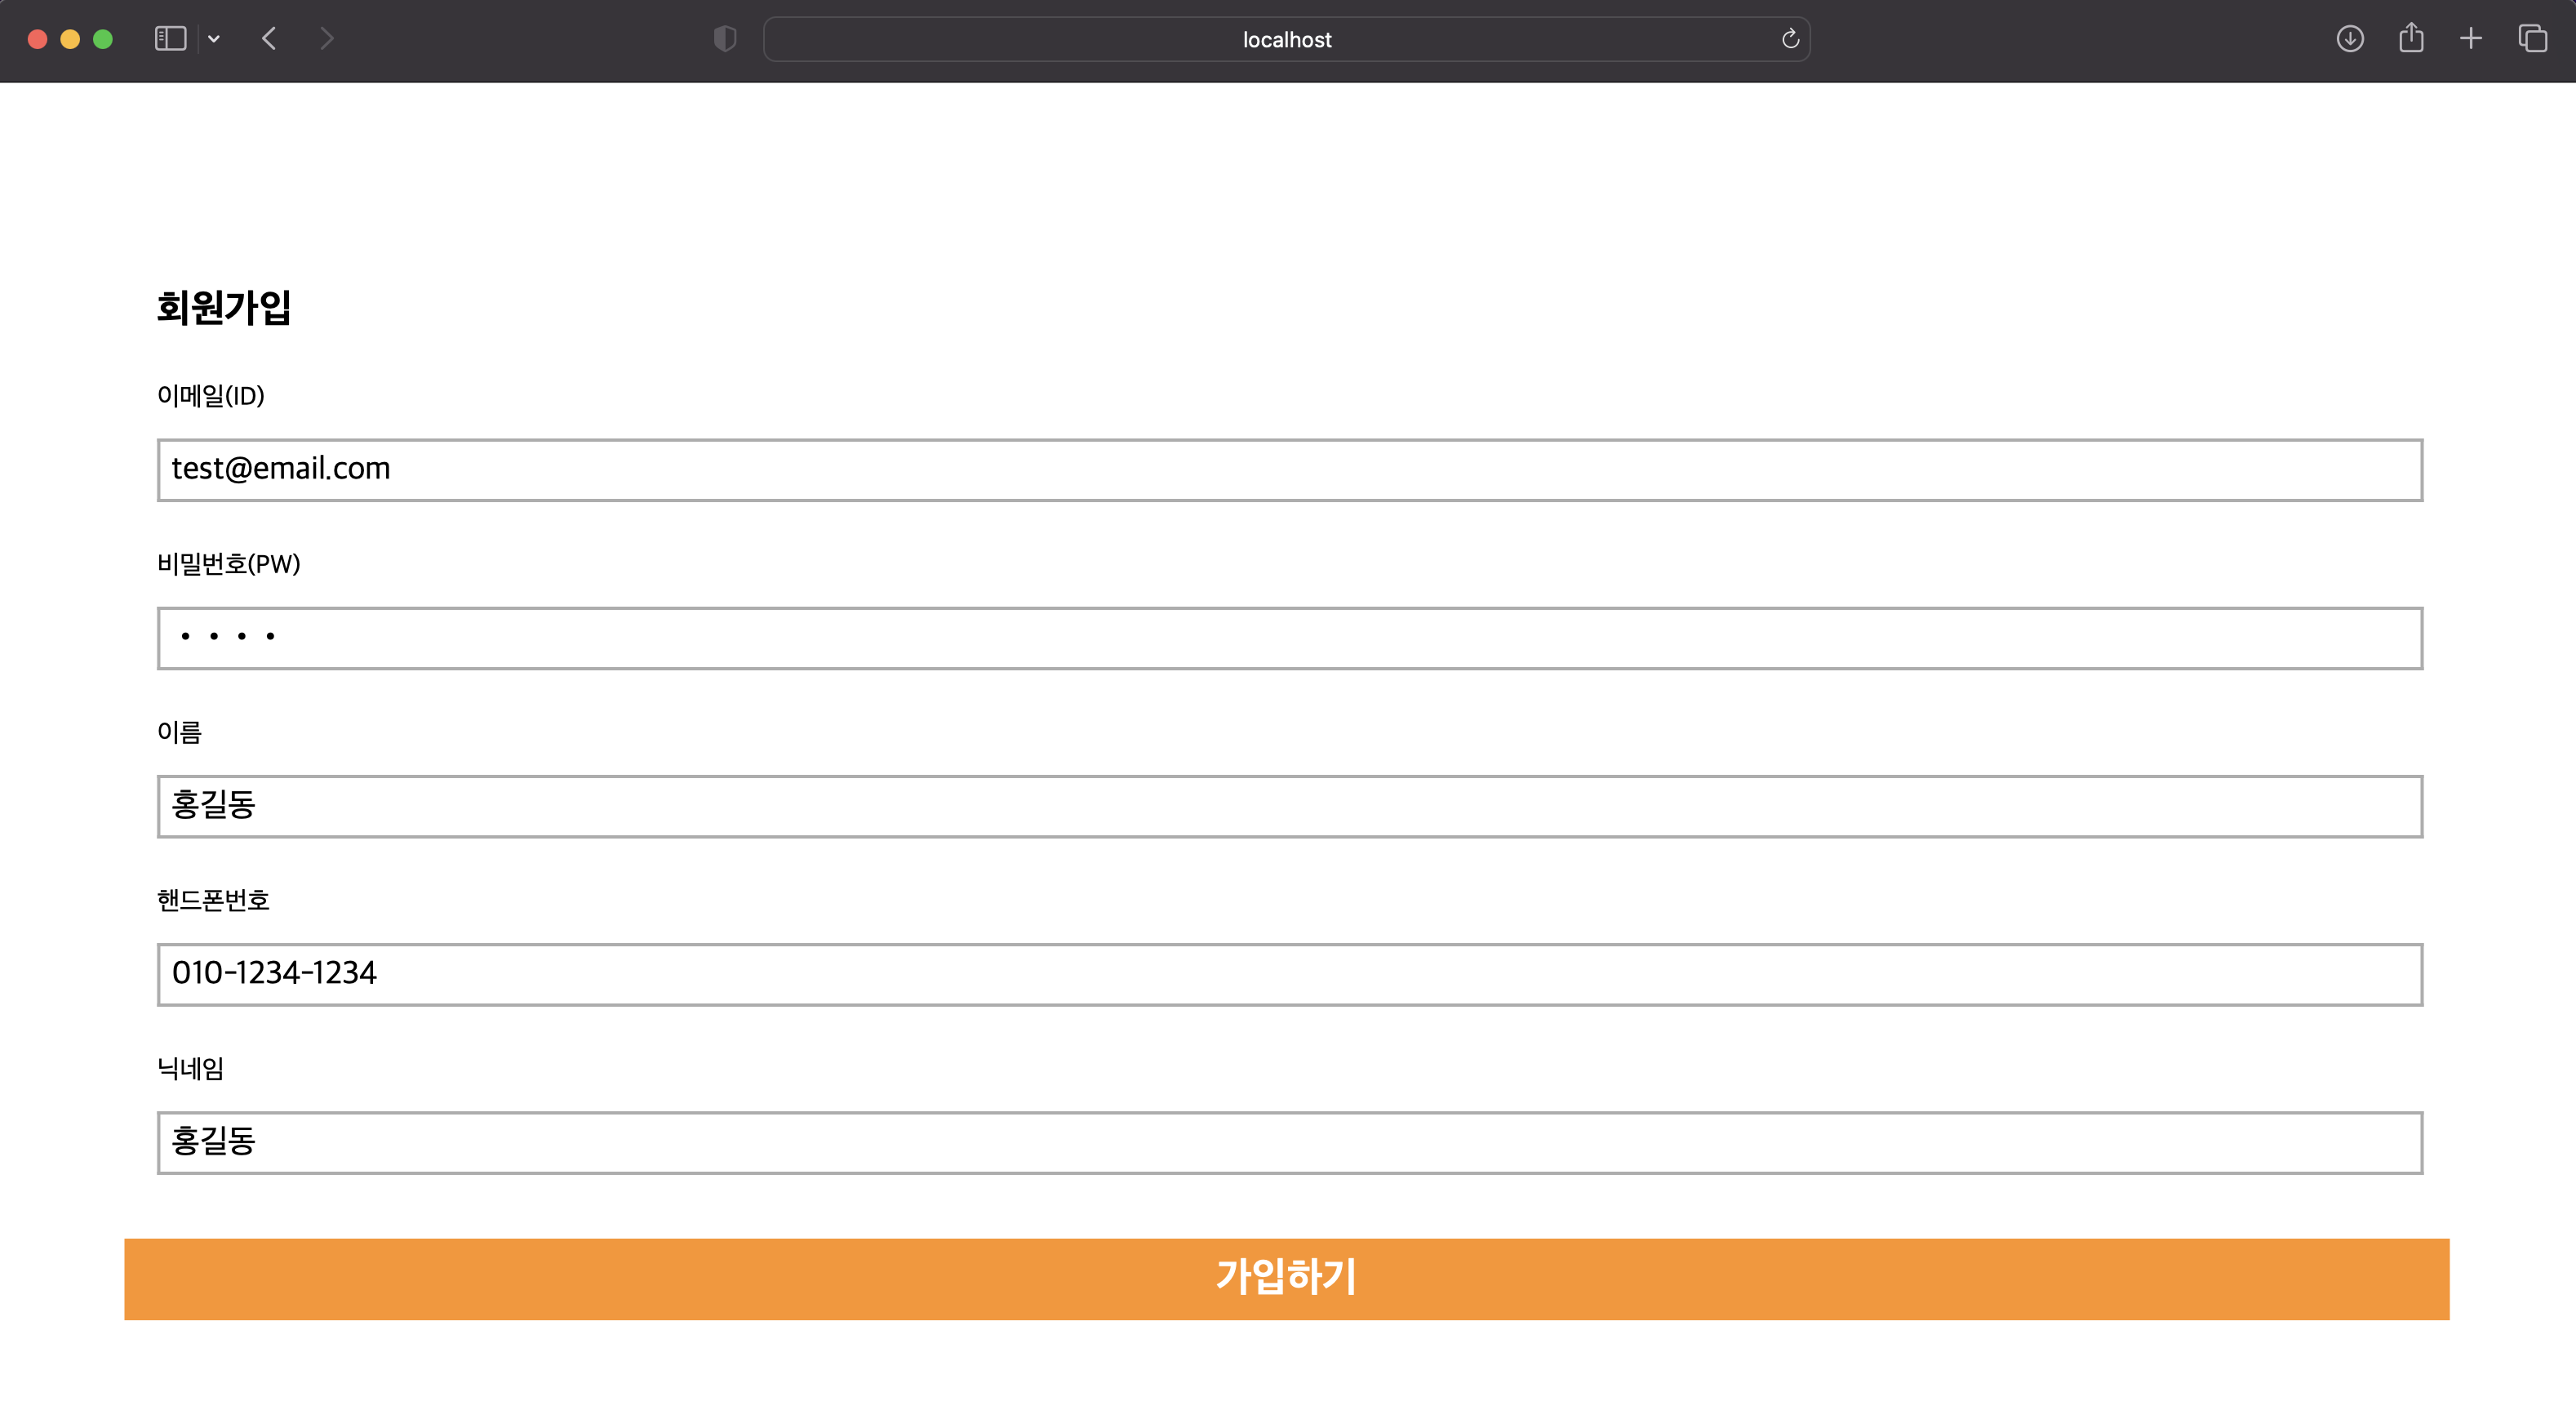 localhost
회원가입
이메일(ID)
test@email.com
비밀번호(PW)
••••
이름
홍길동
핸드폰번호
010-1234-1234
닉네임
홍길동
가입하기